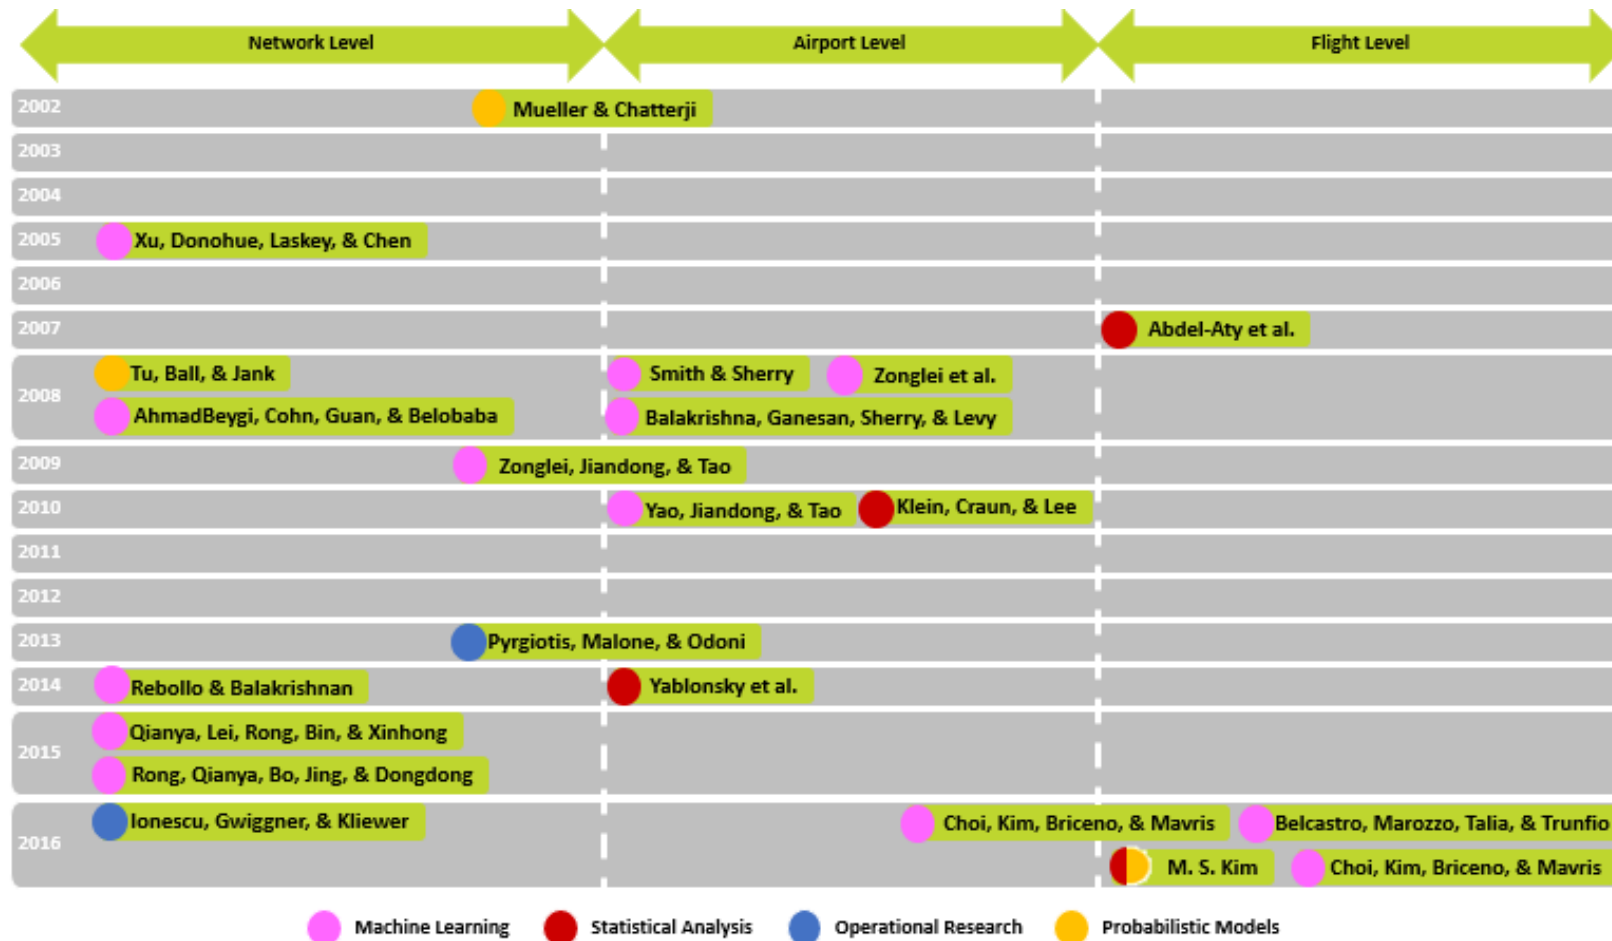 Network Level
Airport Level
Flight Level
2002
Mueller & Chatterji
2003
2004
2005
Xu, Donohue, Laskey, & Chen
2006
2007
Abdel-Aty et al.
2008
Tu, Ball, & Jank
Smith & Sherry
Zonglei et al.
AhmadBeygi, Cohn, Guan, & Belobaba
Balakrishna, Ganesan, Sherry, & Levy
2009
Zonglei, Jiandong, & Tao
2010
Yao, Jiandong, & Tao
Klein, Craun, & Lee
2011
2012
2013
Pyrgiotis, Malone, & Odoni
2014
Rebollo & Balakrishnan
Yablonsky et al.
2015
Qianya, Lei, Rong, Bin, & Xinhong
Rong, Qianya, Bo, Jing, & Dongdong
2016
Ionescu, Gwiggner, & Kliewer
Choi, Kim, Briceno, & Mavris
Belcastro, Marozzo, Talia, & Trunfio
M. S. Kim
Choi, Kim, Briceno, & Mavris
Machine Learning
Statistical Analysis
Operational Research
Probabilistic Models